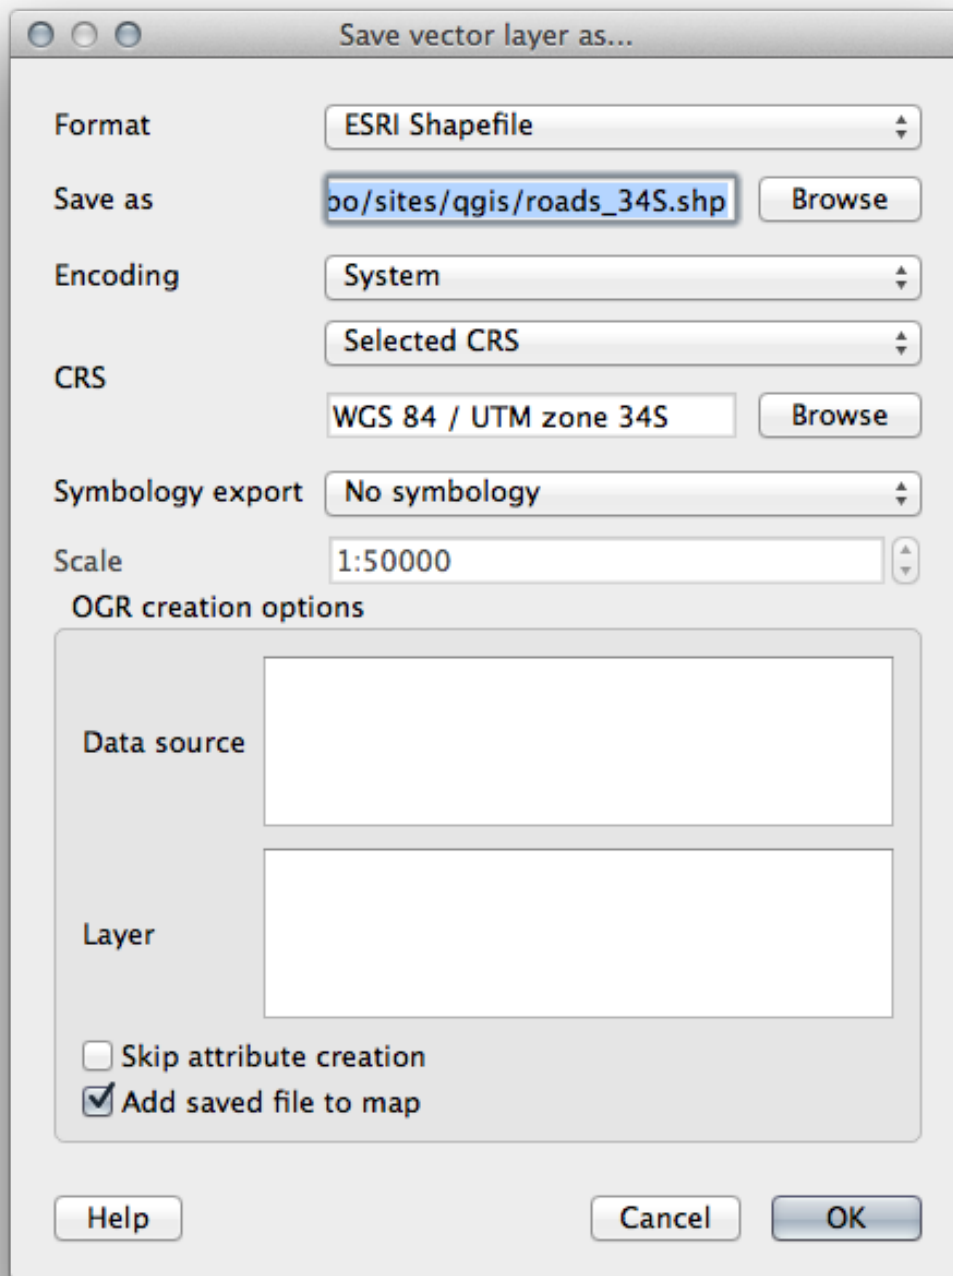 Save vector layer as...
Format ESRI Shapefile
Save as bo/sites/qgis/roads_34S.shp Browse
Encoding System
Selected CRS
CRS
WGS 84 / UTM zone 34S Browse
Symbology export No symbology
Scale 1:50000
OGR creation options
Data source
Layer
Skip attribute creation
Add saved file to map
Help Cancel OK